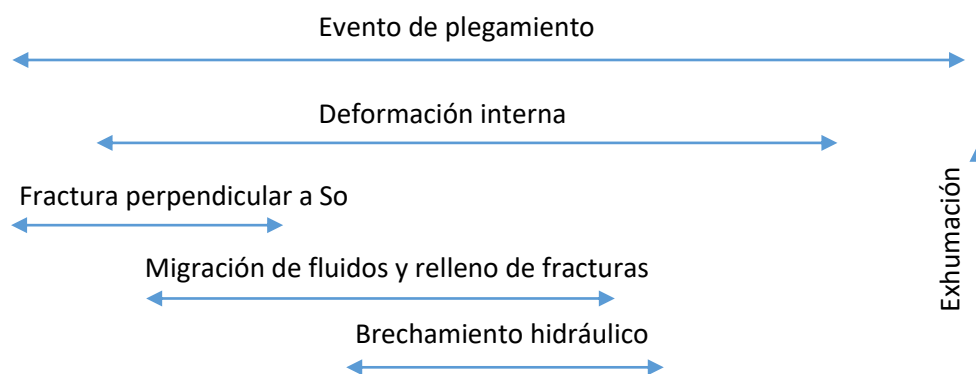 Evento de plegamiento
Deformación interna
Fractura perpendicular a So
Migración de fluidos y relleno de fracturas
Brechamiento hidráulico
Exhumación